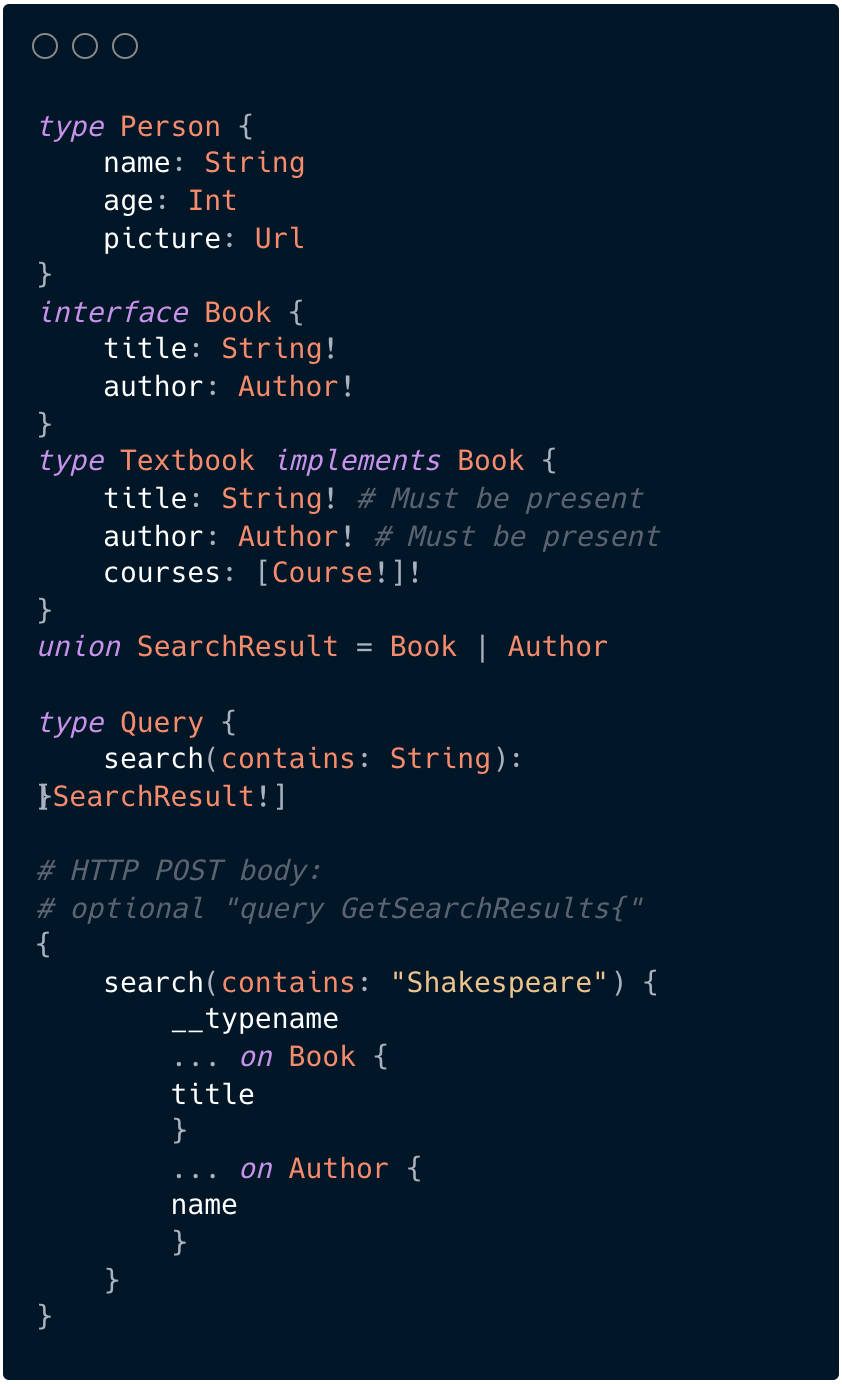 type Person {
    name: String
    age: Int
    picture: Url
}
interface Book {
    title: String!
    author: Author!
}
type Textbook implements Book {
    title: String! # Must be present
    author: Author! # Must be present
    courses: [Course!]!
}
union SearchResult = Book | Author

type Query {
    search(contains: String):
[SearchResult!]
}

# HTTP POST body:
# optional "query GetSearchResults{"
{
    search(contains: "Shakespeare") {
        __typename
        ... on Book {
        title
        }
        ... on Author {
        name
        }
    }
}